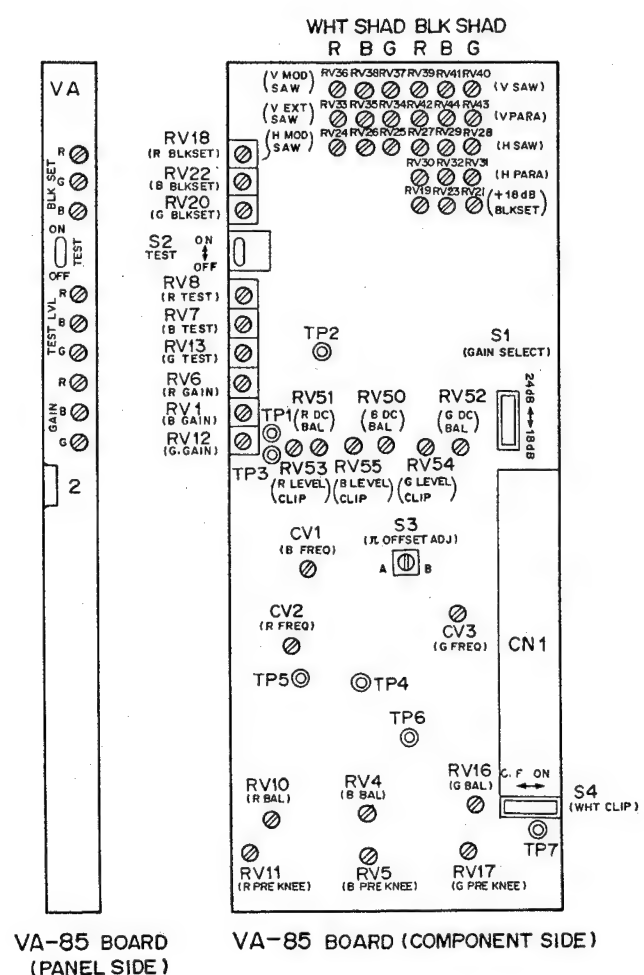 WHT SHAD BLK SHAD
R B G R B G
(V MOD SAW) RV36 RV38 RV37 RV39 RV41 RV40 (V SAW)
(V EXT SAW) RV33 RV35 RV34 RV42 RV44 RV43 (V PARA)
(H MOD SAW) RV24 RV26 RV25 RV27 RV29 RV28 (H SAW)
RV30 RV32 RV31 (H PARA)
RV19 RV23 RV21 (+18dB BLKSET)
VA
BLK SET
R
G
B
ON
TEST
OFF
TEST LVL
R
B
G
GAIN
R
B
G
2
RV18
(R BLKSET)
RV22
(B BLKSET)
RV20
(G BLKSET)
S2
TEST
ON
OFF
RV8
(R TEST)
RV7
(B TEST)
RV13
(G TEST)
RV6
(R GAIN)
RV1
(B GAIN)
RV12
(G.GAIN)
TP2
S1
(GAIN SELECT)
24dB 18dB
TP1
TP3
RV51
(R DC BAL)
RV50
(B DC BAL)
RV52
(G DC BAL)
RV53
(R LEVEL CLIP)
RV55
(B LEVEL CLIP)
RV54
(G LEVEL CLIP)
CV1
(B FREQ)
S3
(π OFFSET ADJ)
A B
CV2
(R FREQ)
CV3
(G FREQ)
CN1
TP5
TP4
TP6
RV10
(R BAL)
RV4
(B BAL)
RV16
(G BAL)
C.F ON
S4
(WHT CLIP)
TP7
RV11
(R PRE KNEE)
RV5
(B PRE KNEE)
RV17
(G PRE KNEE)
VA-85 BOARD
(PANEL SIDE)
VA-85 BOARD (COMPONENT SIDE)